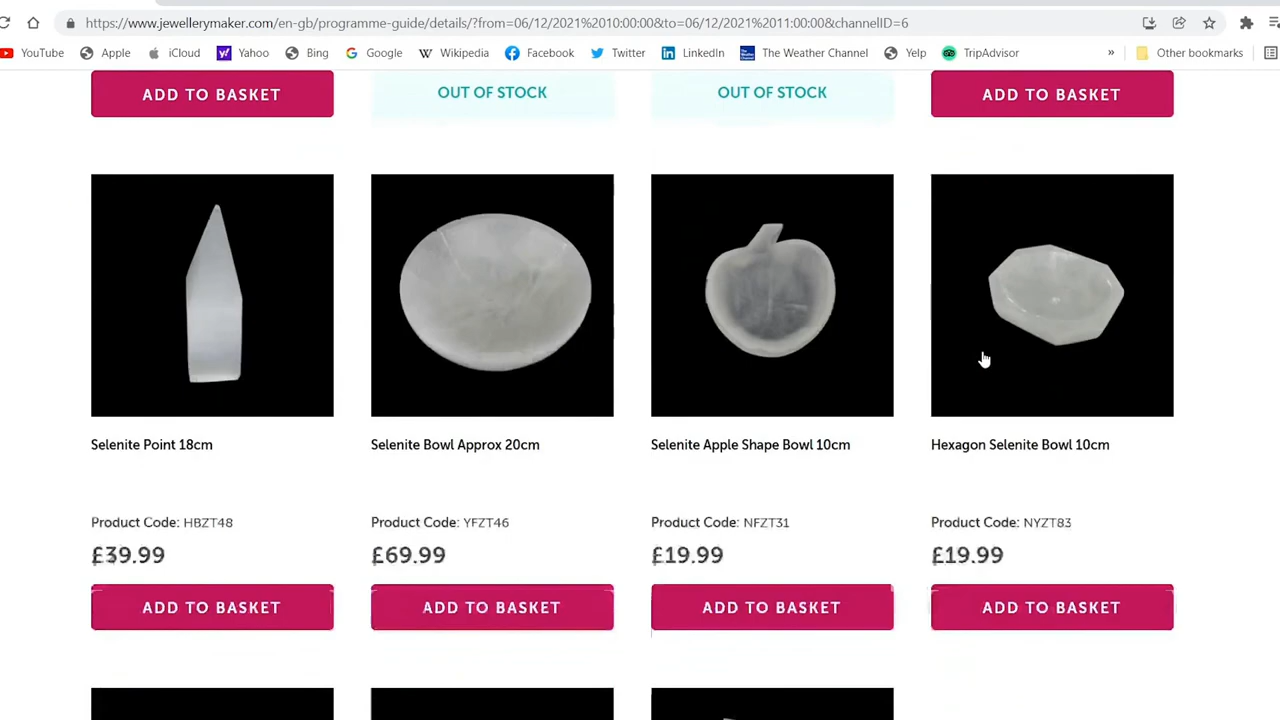 https://www.jewellerymaker.com/en-gb/programme-guide/details/?from=06/12/2021%2010:00:00&to=06/12/2021%2011:00:00&channelID=6
YouTube Apple iCloud Yahoo Bing Google Wikipedia Facebook Twitter LinkedIn The Weather Channel Yelp TripAdvisor » Other bookmarks
ADD TO BASKET OUT OF STOCK OUT OF STOCK ADD TO BASKET
Selenite Point 18cm Selenite Bowl Approx 20cm Selenite Apple Shape Bowl 10cm Hexagon Selenite Bowl 10cm
Product Code: HBZT48 Product Code: YFZT46 Product Code: NFZT31 Product Code: NYZT83
£39.99 £69.99 £19.99 £19.99
ADD TO BASKET ADD TO BASKET ADD TO BASKET ADD TO BASKET